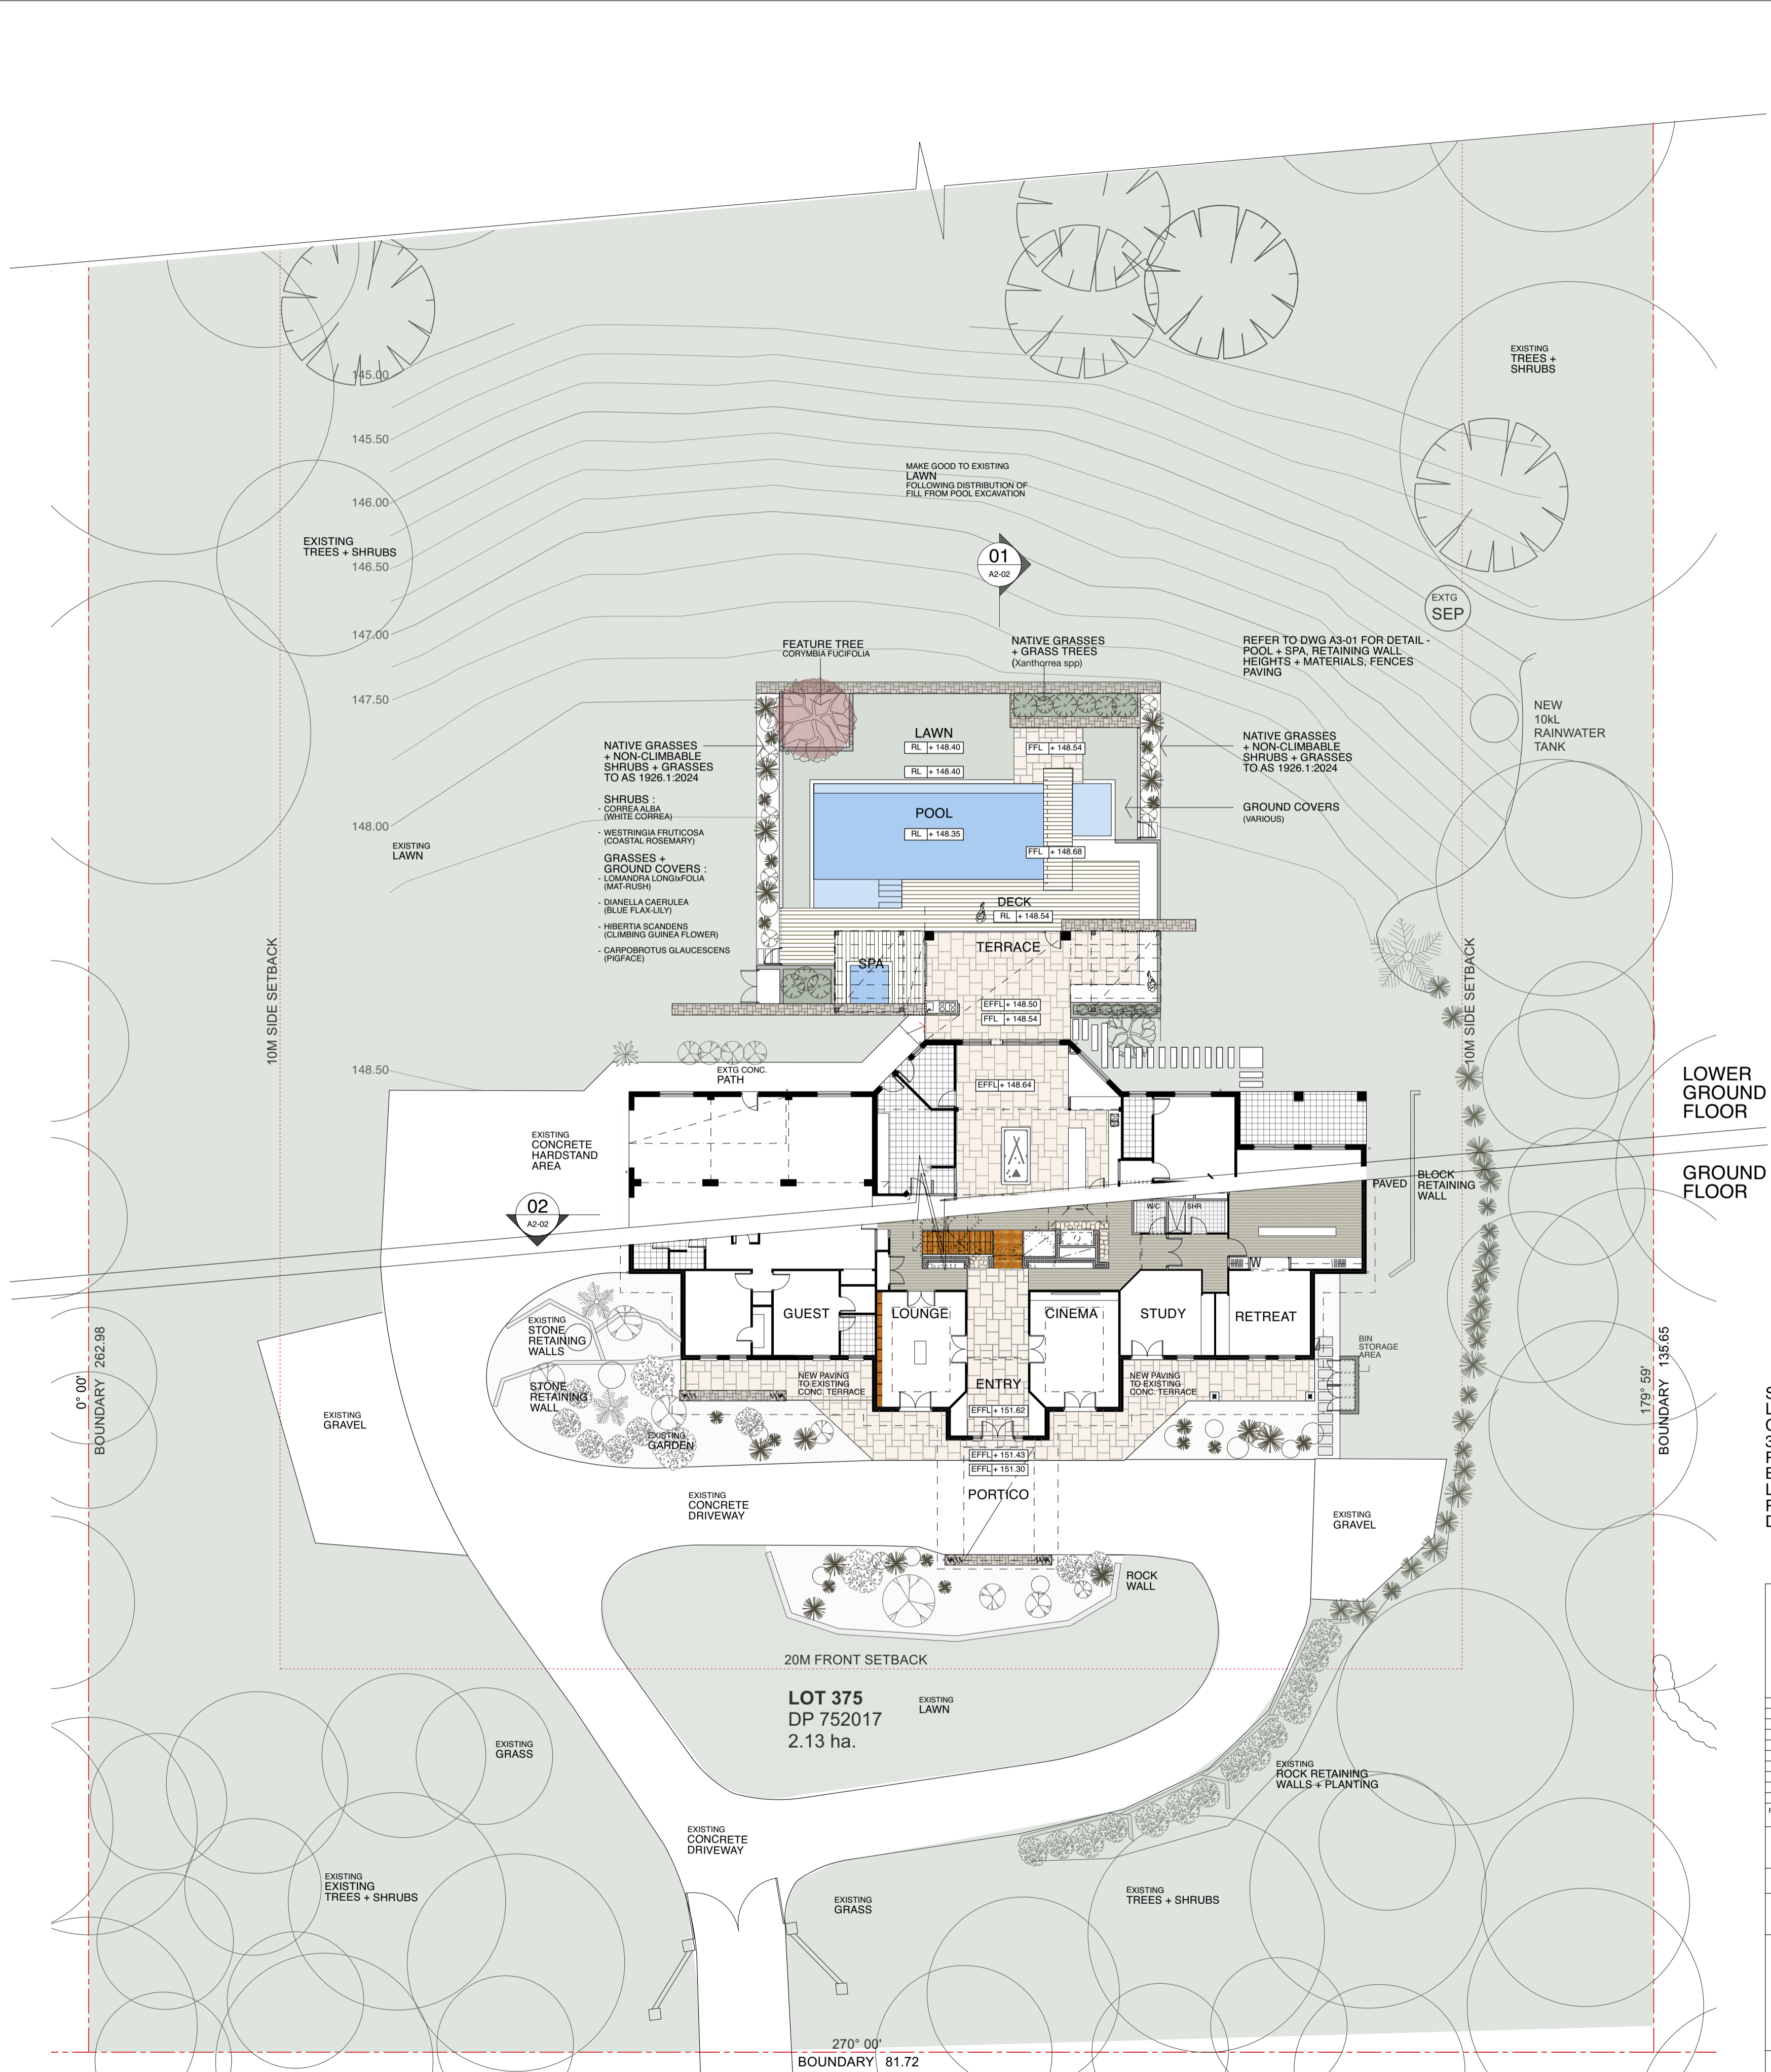 145.00
145.50
146.00
146.50
147.00
147.50
148.00
148.50
EXISTING
TREES +
SHRUBS
MAKE GOOD TO EXISTING
LAWN
FOLLOWING DISTRIBUTION OF
FILL FROM POOL EXCAVATION
EXISTING
TREES + SHRUBS
01
A2-02
EXTG
SEP
FEATURE TREE
CORYMBIA FUCIFOLIA
NATIVE GRASSES
+ GRASS TREES
(Xanthorrea spp)
REFER TO DWG A3-01 FOR DETAIL -
POOL + SPA, RETAINING WALL
HEIGHTS + MATERIALS, FENCES
PAVING
NEW
10kL
RAINWATER
TANK
NATIVE GRASSES
+ NON-CLIMBABLE
SHRUBS + GRASSES
TO AS 1926.1:2024
SHRUBS :
- CORREA ALBA
(WHITE CORREA)
- WESTRINGIA FRUTICOSA
(COASTAL ROSEMARY)
GRASSES +
GROUND COVERS :
- LOMANDRA LONGIxFOLIA
(MAT-RUSH)
- DIANELLA CAERULEA
(BLUE FLAX-LILY)
- HIBERTIA SCANDENS
(CLIMBING GUINEA FLOWER)
- CARPOBROTUS GLAUCESCENS
(PIGFACE)
LAWN
RL + 148.40
FFL + 148.54
RL + 148.40
POOL
RL + 148.35
FFL + 148.68
NATIVE GRASSES
+ NON-CLIMBABLE
SHRUBS + GRASSES
TO AS 1926.1:2024
GROUND COVERS
(VARIOUS)
EXISTING
LAWN
DECK
RL + 148.54
TERRACE
SPA
EFFL + 148.50
FFL + 148.54
10M SIDE SETBACK
10M SIDE SETBACK
EXTG CONC.
PATH
EFFL + 148.64
LOWER
GROUND
FLOOR
GROUND
FLOOR
EXISTING
CONCRETE
HARDSTAND
AREA
PAVED
BLOCK
RETAINING
WALL
02
A2-02
W/C
SHR
W
GUEST
LOUNGE
CINEMA
STUDY
RETREAT
EXISTING
STONE
RETAINING
WALLS
STONE
RETAINING
WALL
BIN
STORAGE
AREA
NEW PAVING
TO EXISTING
CONC. TERRACE
ENTRY
NEW PAVING
TO EXISTING
CONC. TERRACE
EFFL + 151.62
EXISTING
GRAVEL
EXISTING
GARDEN
EFFL + 151.43
EFFL + 151.30
PORTICO
EXISTING
CONCRETE
DRIVEWAY
EXISTING
GRAVEL
0° 00'
BOUNDARY 262.98
179° 59'
BOUNDARY 135.65
ROCK
WALL
20M FRONT SETBACK
LOT 375
DP 752017
2.13 ha.
EXISTING
LAWN
EXISTING
GRASS
EXISTING
ROCK RETAINING
WALLS + PLANTING
EXISTING
CONCRETE
DRIVEWAY
EXISTING
EXISTING
TREES + SHRUBS
EXISTING
GRASS
EXISTING
TREES + SHRUBS
270° 00'
BOUNDARY 81.72